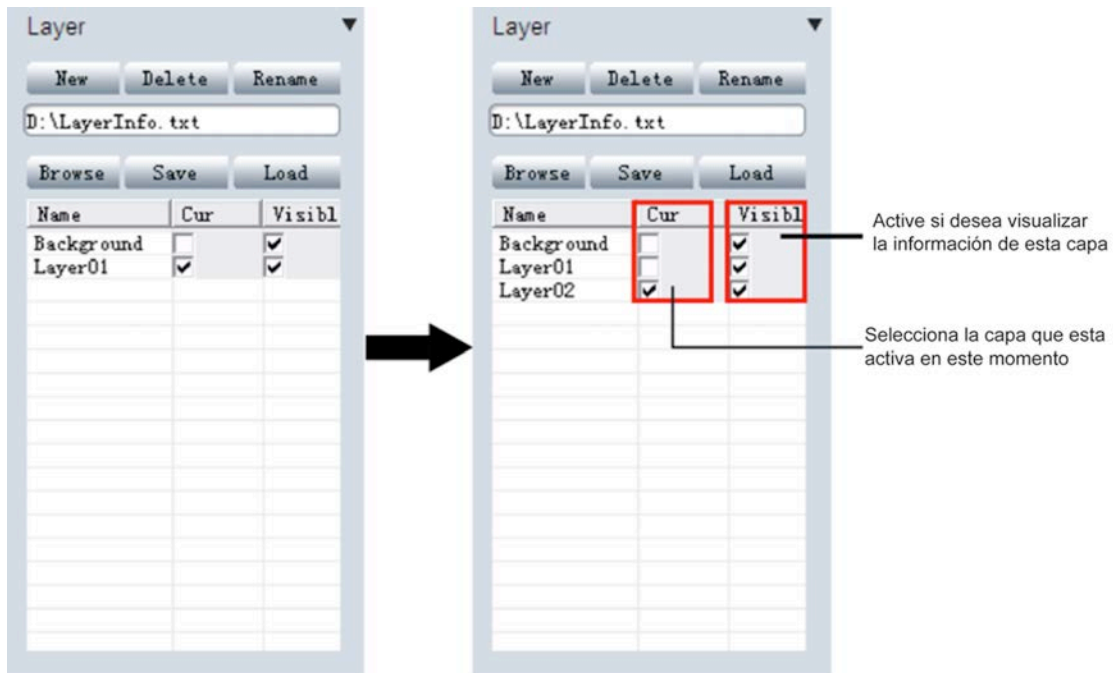 Layer
New Delete Rename
D:\LayerInfo.txt
Browse Save Load
Name Cur Visibl
Background
Layer01
Layer
New Delete Rename
D:\LayerInfo.txt
Browse Save Load
Name Cur Visibl
Background
Layer01
Layer02
Active si desea visualizar
la información de esta capa
Selecciona la capa que esta
activa en este momento